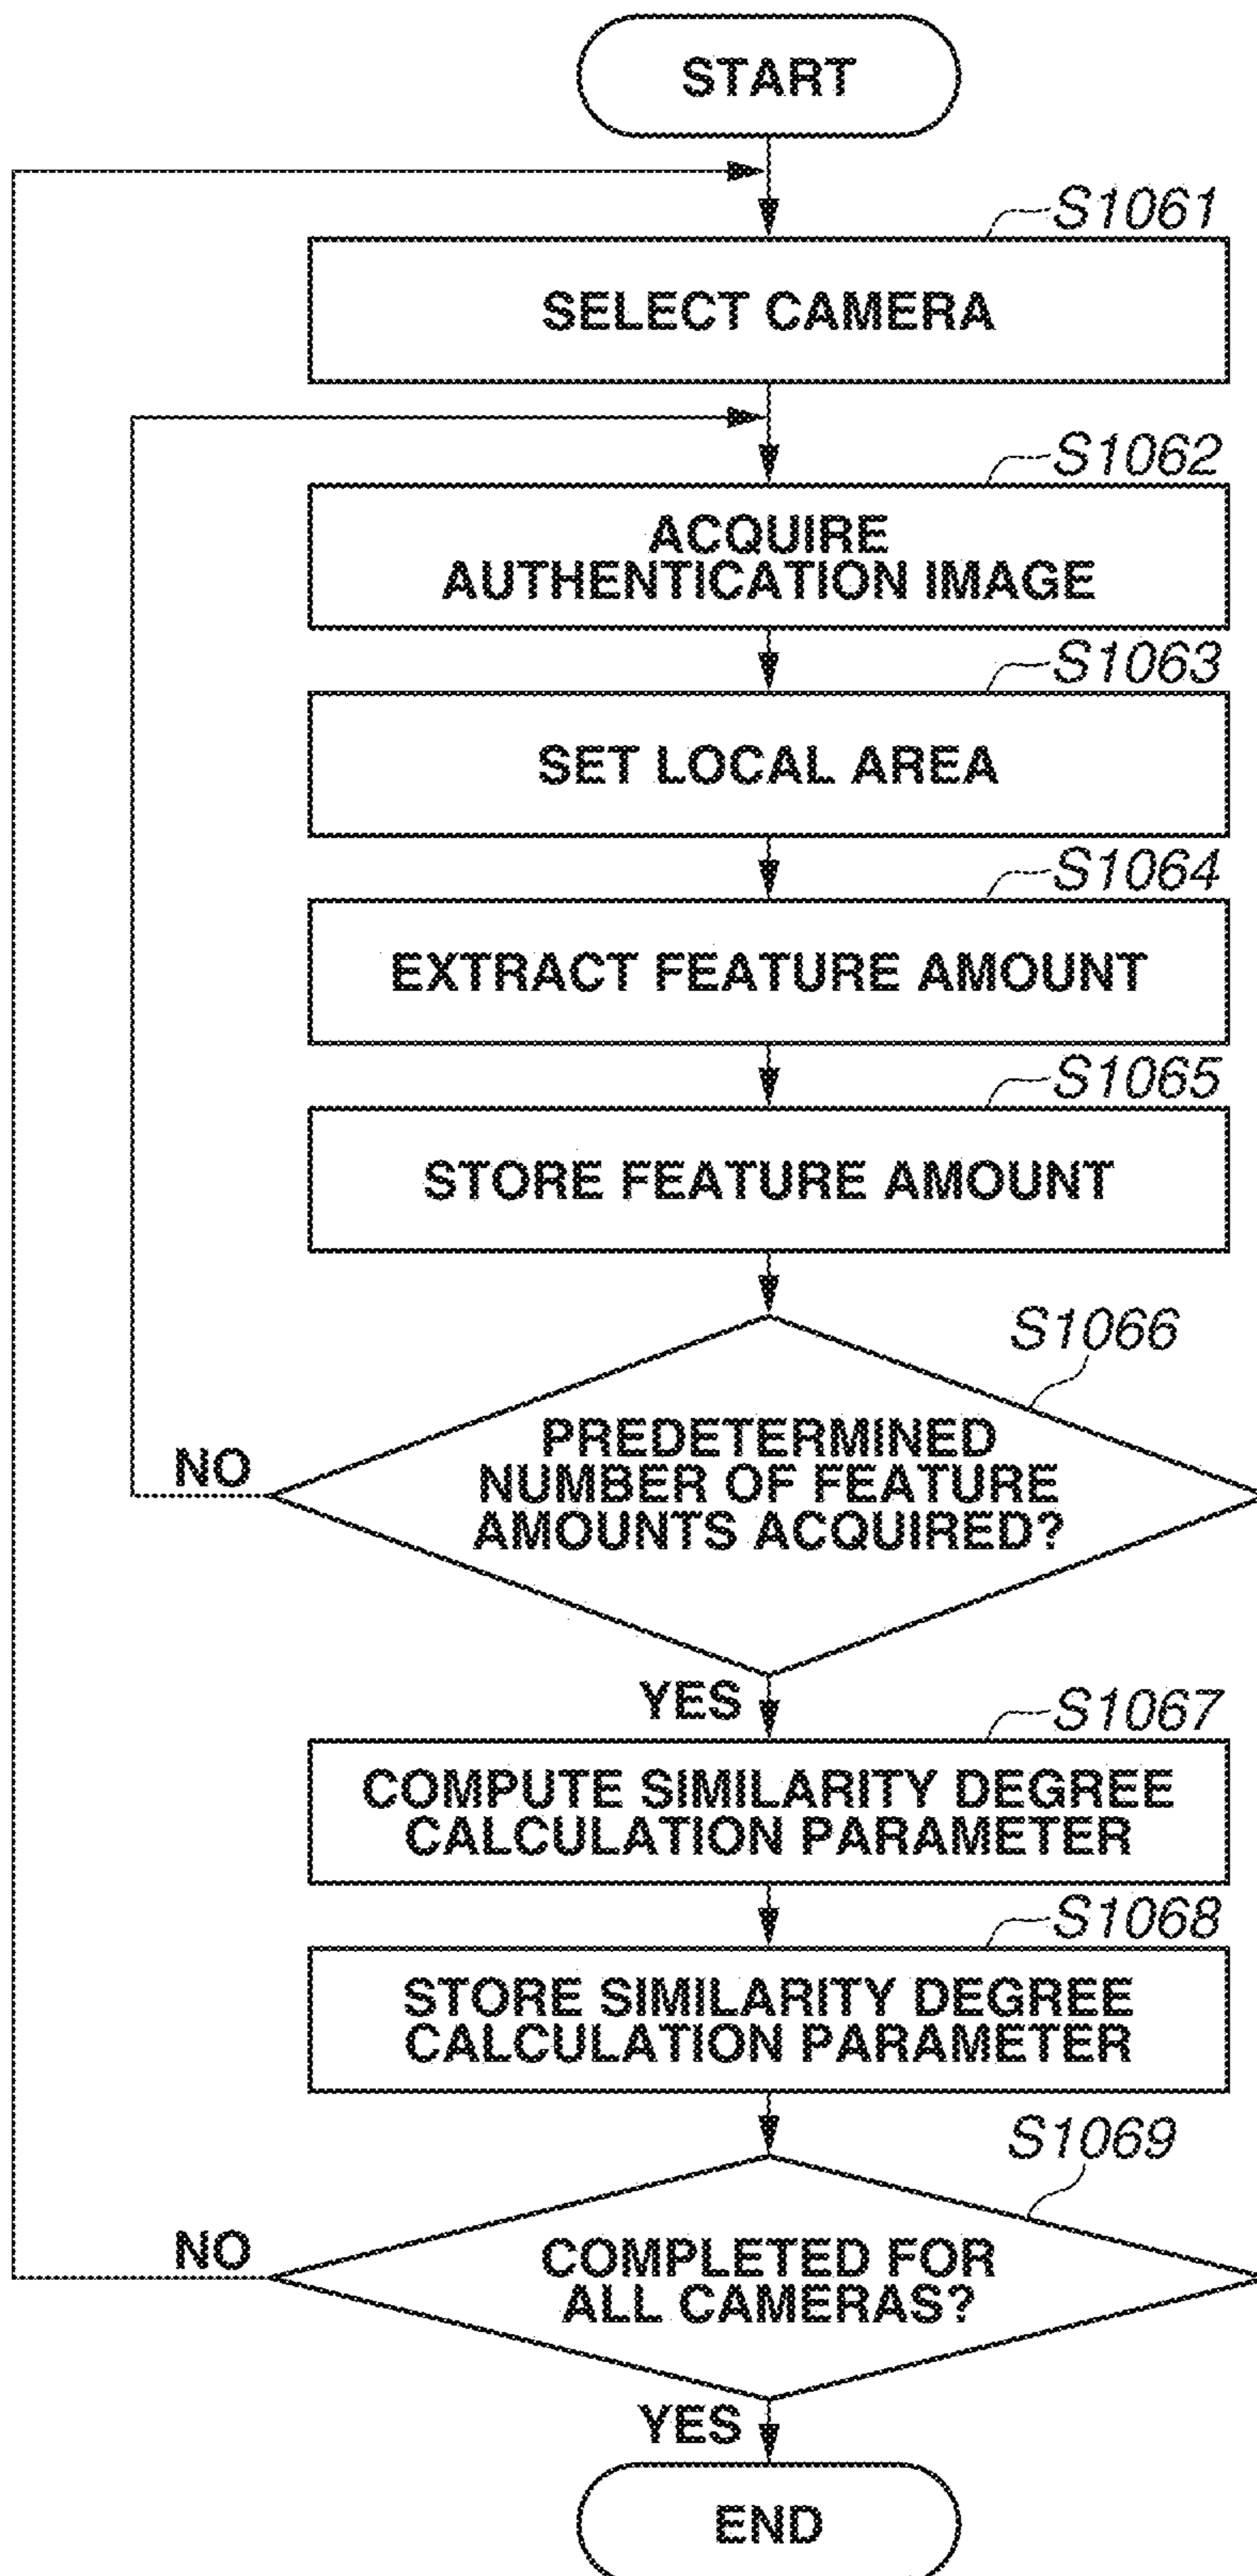 START
S1061
SELECT CAMERA
S1062
ACQUIRE
AUTHENTICATION IMAGE
S1063
SET LOCAL AREA
S1064
EXTRACT FEATURE AMOUNT
S1065
STORE FEATURE AMOUNT
S1066
PREDETERMINED
NUMBER OF FEATURE
AMOUNTS ACQUIRED?
NO
YES
S1067
COMPUTE SIMILARITY DEGREE
CALCULATION PARAMETER
S1068
STORE SIMILARITY DEGREE
CALCULATION PARAMETER
S1069
NO
COMPLETED FOR
ALL CAMERAS?
YES
END